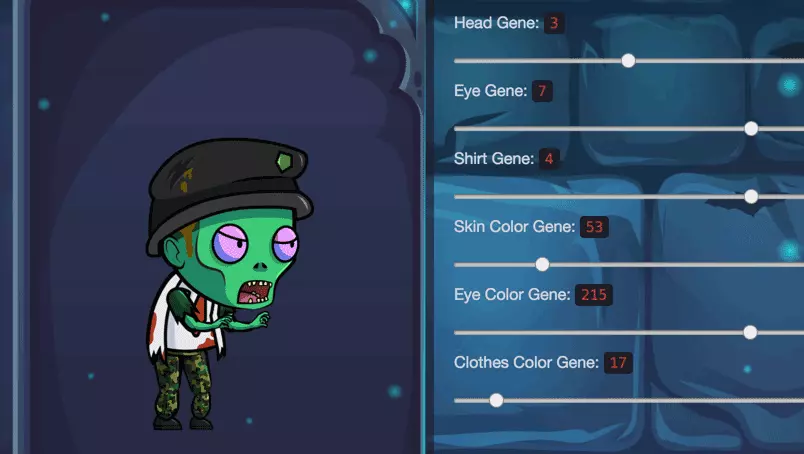 Head Gene: 3
Eye Gene: 7
Shirt Gene: 4
Skin Color Gene: 53
Eye Color Gene: 215
Clothes Color Gene: 17